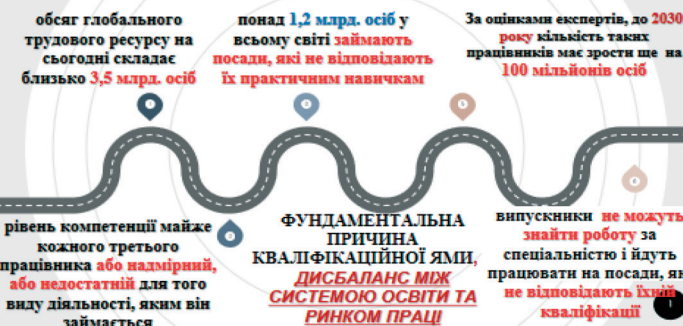 обсяг глобального
трудового ресурсу на
сьогодні складає
близько 3,5 млрд. осіб
понад 1,2 млрд. осіб у
всьому світі займають
посади, які не відповідають
їх практичним навичкам
За оцінками експертів, до 2030
року кількість таких
працівників має зрости ще на
100 мільйонів осіб
рівень компетенції майже
кожного третього
працівника або надмірний,
або недостатній для того
виду діяльності, яким він
займається
ФУНДАМЕНТАЛЬНА
ПРИЧИНА
КВАЛІФІКАЦІЙНОЇ ЯМИ,
ДИСБАЛАНС МІЖ
СИСТЕМОЮ ОСВІТИ ТА
РИНКОМ ПРАЦІ
випускники не можуть
знайти роботу за
спеціальністю і йдуть
працювати на посади, які
не відповідають їхній
кваліфікації